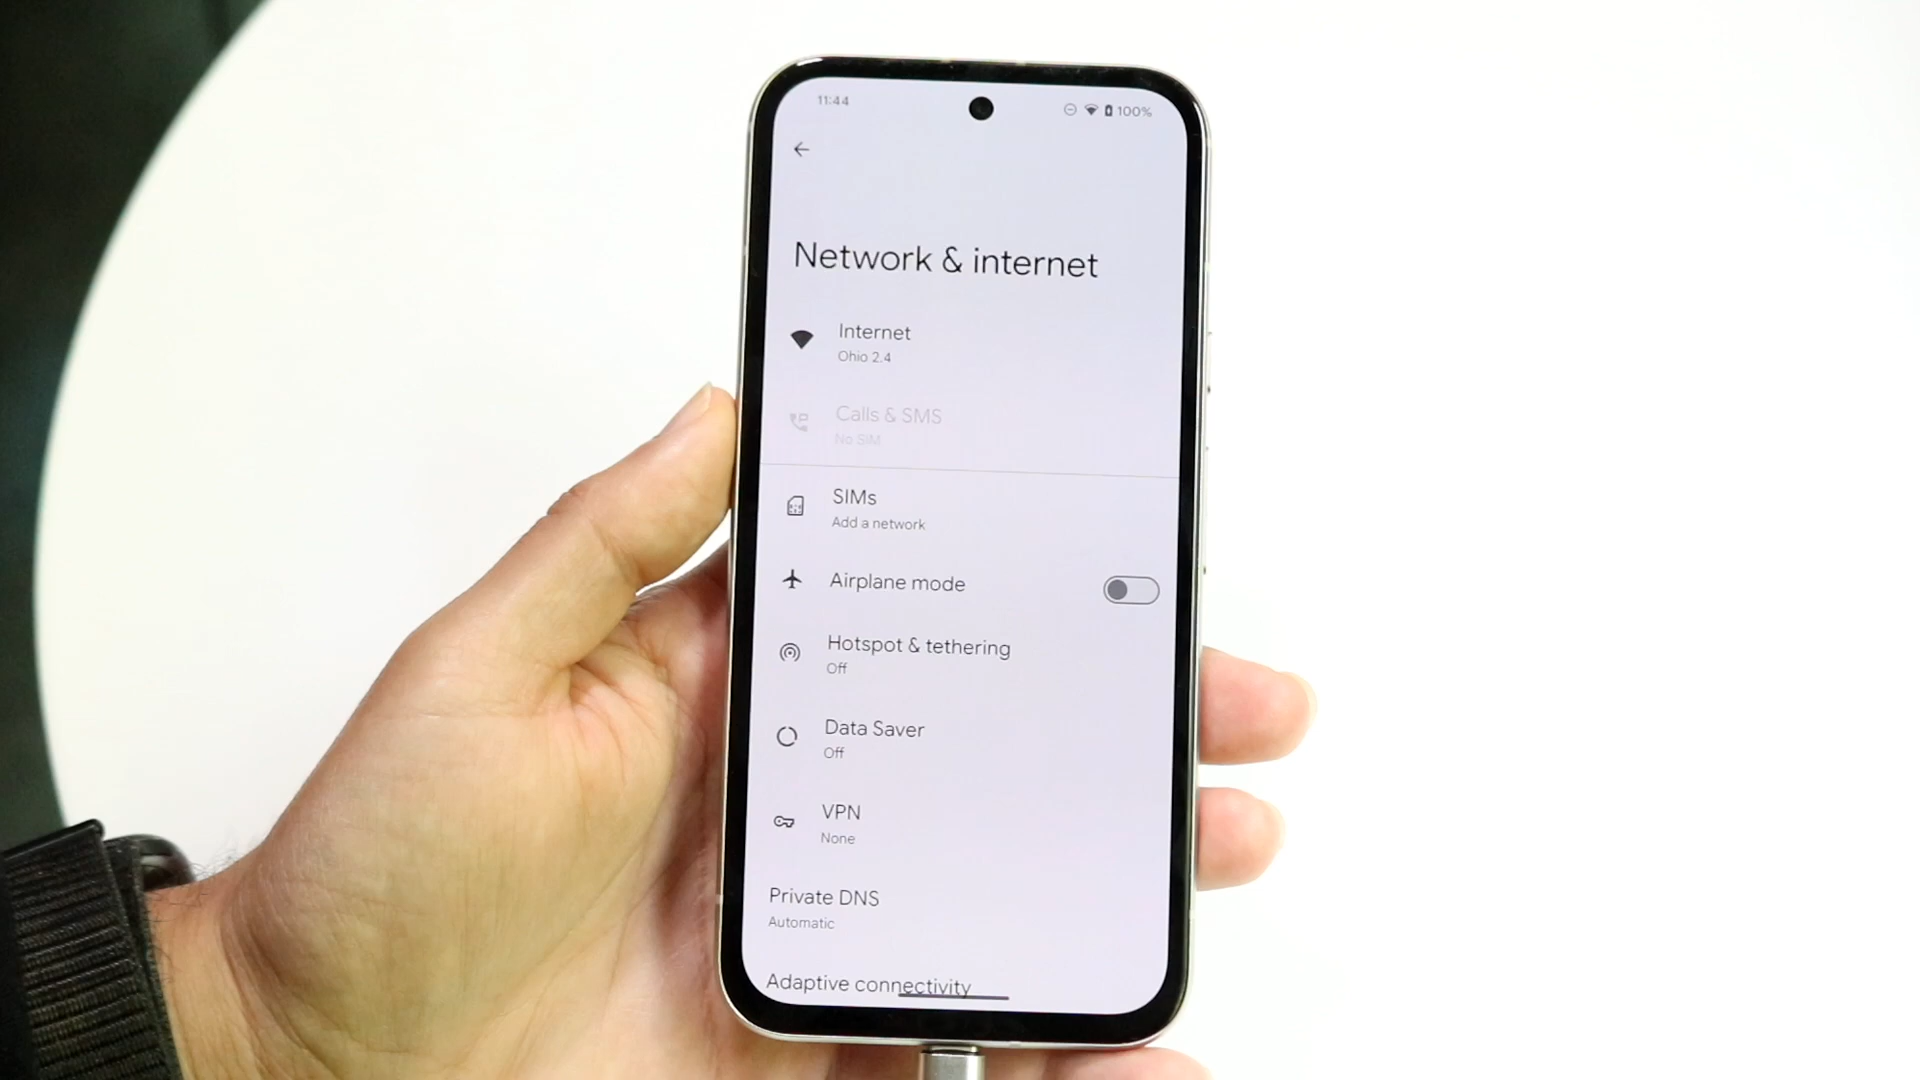 11:44
100%
Network & internet
Internet
Ohio 2.4
Calls & SMS
No SIM
SIMs
Add a network
Airplane mode
Hotspot & tethering
Off
Data Saver
Off
VPN
None
Private DNS
Automatic
Adaptive connectivity